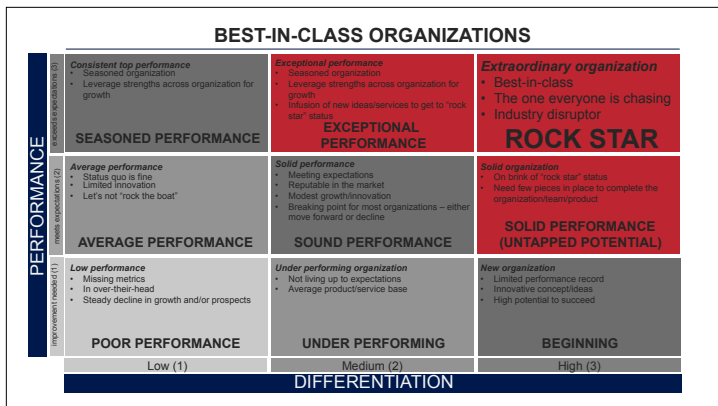 BEST-IN-CLASS ORGANIZATIONS
PERFORMANCE
exceeds expectations (3)
Consistent top performance
• Seasoned organization
• Leverage strengths across organization for
growth
SEASONED PERFORMANCE
Exceptional performance
• Seasoned organization
• Leverage strengths across organization for
growth
• Infusion of new ideas/services to get to “rock
star” status
EXCEPTIONAL
PERFORMANCE
Extraordinary organization
• Best-in-class
• The one everyone is chasing
• Industry disruptor
ROCK STAR
meets expectations (2)
Average performance
• Status quo is fine
• Limited innovation
• Let's not “rock the boat”
AVERAGE PERFORMANCE
Solid performance
• Meeting expectations
• Reputable in the market
• Modest growth/innovation
• Breaking point for most organizations – either
move forward or decline
SOUND PERFORMANCE
Solid organization
• On brink of “rock star” status
• Need few pieces in place to complete the
organization/team/product
SOLID PERFORMANCE
(UNTAPPED POTENTIAL)
improvement needed (1)
Low performance
• Missing metrics
• In over-their-head
• Steady decline in growth and/or prospects
POOR PERFORMANCE
Under performing organization
• Not living up to expectations
• Average product/service base
UNDER PERFORMING
New organization
• Limited performance record
• Innovative concept/ideas
• High potential to succeed
BEGINNING
Low (1)
Medium (2)
High (3)
DIFFERENTIATION